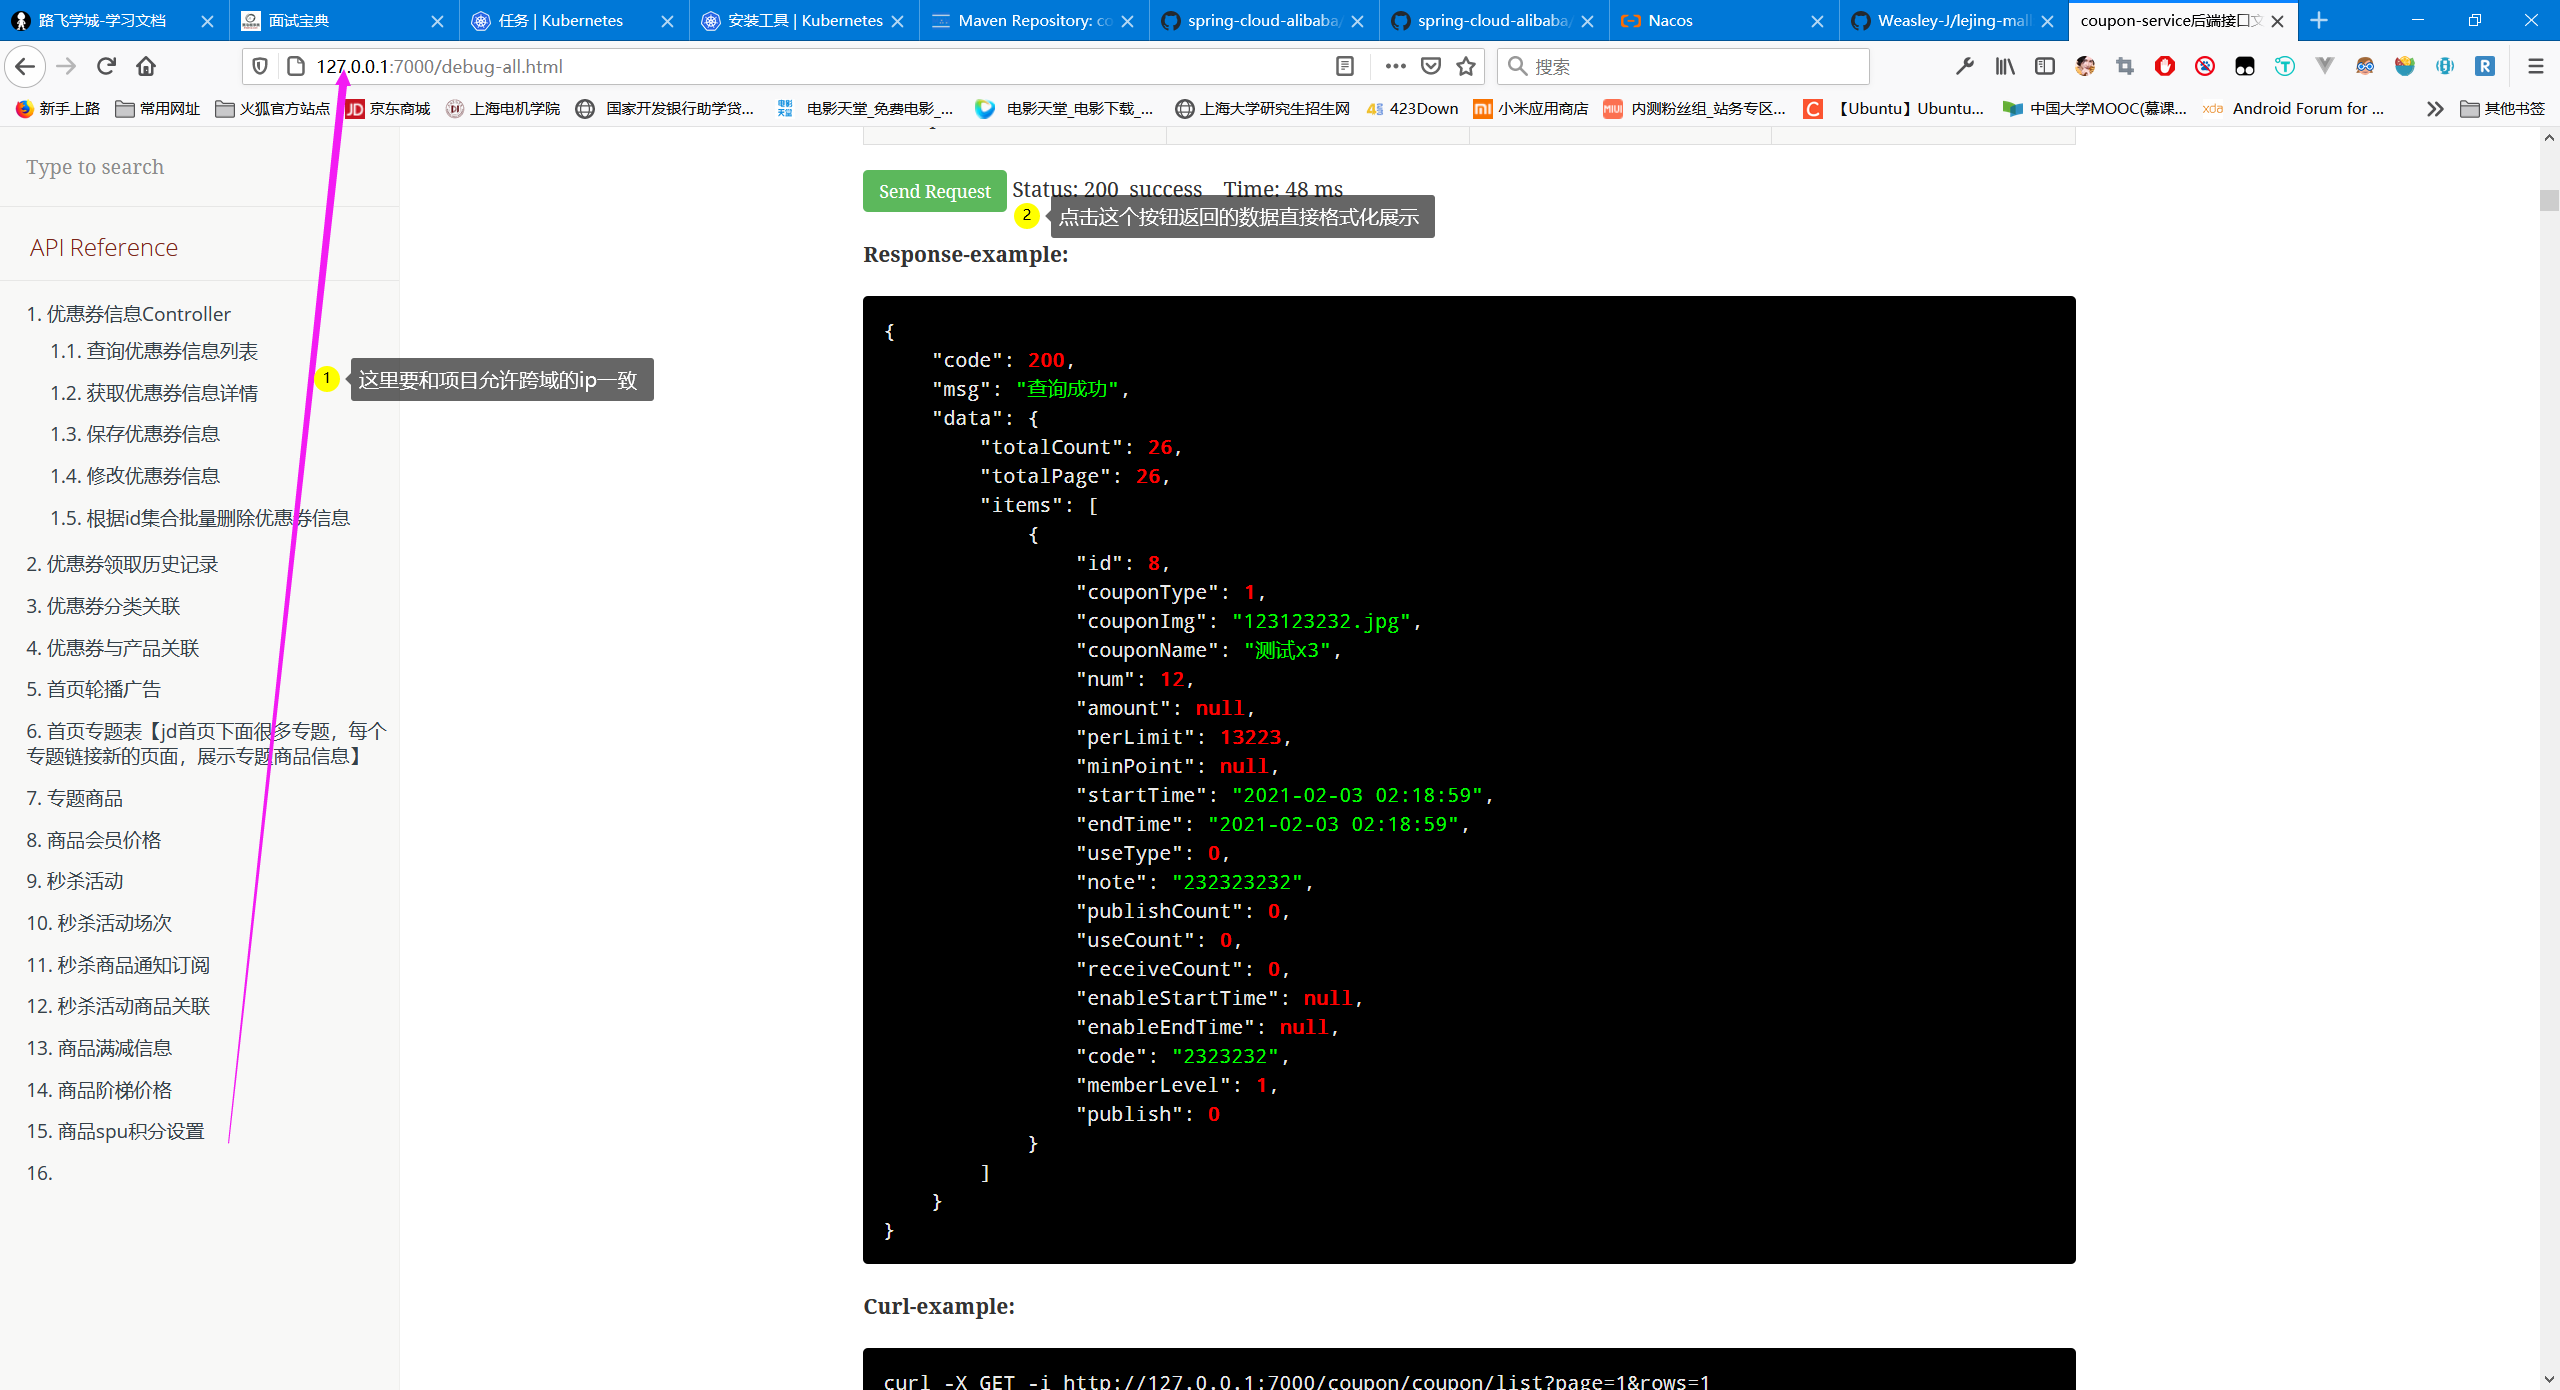 路飞学城-学习文档
面试宝典
任务 | Kubernetes
安装工具 | Kubernetes
Maven Repository: co
spring-cloud-alibaba/
spring-cloud-alibaba/
Nacos
Weasley-J/lejing-mall
coupon-service后端接口文
127.0.0.1:7000/debug-all.html
搜索
新手上路
常用网址
火狐官方站点
京东商城
上海电机学院
国家开发银行助学贷...
电影天堂_免费电影_...
电影天堂_电影下载_...
上海大学研究生招生网
423Down
小米应用商店
内测粉丝组_站务专区...
【Ubuntu】Ubuntu...
中国大学MOOC(慕课...
Android Forum for ...
其他书签
Type to search
API Reference
1. 优惠券信息Controller
1.1. 查询优惠券信息列表
1.2. 获取优惠券信息详情
1.3. 保存优惠券信息
1.4. 修改优惠券信息
1.5. 根据id集合批量删除优惠券信息
2. 优惠券领取历史记录
3. 优惠券分类关联
4. 优惠券与产品关联
5. 首页轮播广告
6. 首页专题表【jd首页下面很多专题，每个
专题链接新的页面，展示专题商品信息】
7. 专题商品
8. 商品会员价格
9. 秒杀活动
10. 秒杀活动场次
11. 秒杀商品通知订阅
12. 秒杀活动商品关联
13. 商品满减信息
14. 商品阶梯价格
15. 商品spu积分设置
16.
1
这里要和项目允许跨域的ip一致
Send Request Status: 200 success Time: 48 ms
2
点击这个按钮返回的数据直接格式化展示
Response-example:
{
"code": 200,
"msg": "查询成功",
"data": {
"totalCount": 26,
"totalPage": 26,
"items": [
{
"id": 8,
"couponType": 1,
"couponImg": "123123232.jpg",
"couponName": "测试x3",
"num": 12,
"amount": null,
"perLimit": 13223,
"minPoint": null,
"startTime": "2021-02-03 02:18:59",
"endTime": "2021-02-03 02:18:59",
"useType": 0,
"note": "232323232",
"publishCount": 0,
"useCount": 0,
"receiveCount": 0,
"enableStartTime": null,
"enableEndTime": null,
"code": "2323232",
"memberLevel": 1,
"publish": 0
}
]
}
}
Curl-example:
curl -X GET -i http://127.0.0.1:7000/coupon/coupon/list?page=1&rows=1